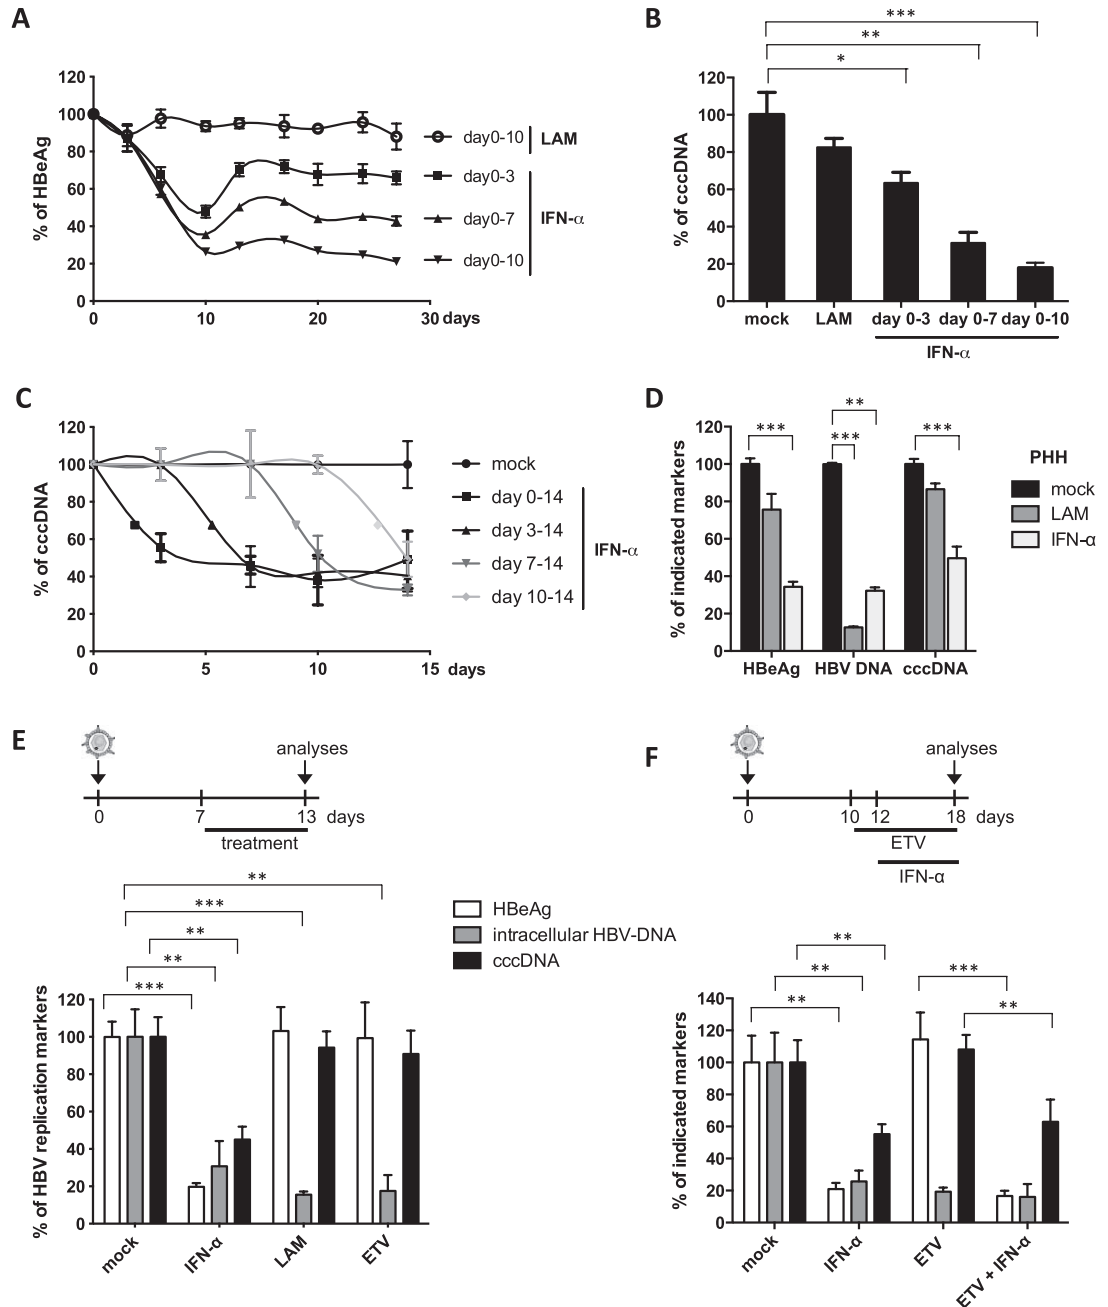 A
% of HBeAg
120
100
80
60
40
20
0
0 10 20 30 days
day0-10 LAM
day0-3
day0-7 IFN-α
day0-10
B
***
**
*
% of cccDNA
120
100
80
60
40
20
0
mock LAM day 0-3 day 0-7 day 0-10
IFN-α
C
% of cccDNA
120
100
80
60
40
20
0
0 5 10 15 days
mock
day 0-14
day 3-14
IFN-α
day 7-14
day 10-14
D
% of indicated markers
120
100
80
60
40
20
0
**
*** *** ***
HBeAg HBV DNA cccDNA
PHH
mock
LAM
IFN-α
E
analyses
0 7 13 days
treatment
**
***
**
**
***
HBeAg
intracellular HBV-DNA
cccDNA
% of HBV replication markers
120
100
80
60
40
20
0
mock IFN-α LAM ETV
F
analyses
0 10 12 18 days
ETV
IFN-α
**
** ***
** **
% of indicated markers
140
120
100
80
60
40
20
0
mock IFN-α ETV ETV + IFN-α